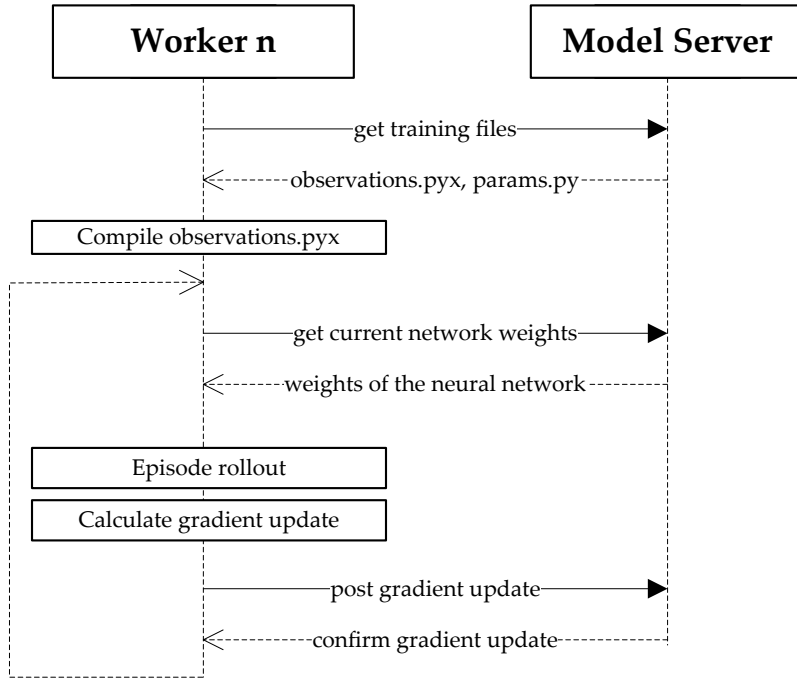 Worker n
Model Server
get training files
observations.pyx, params.py
Compile observations.pyx
get current network weights
weights of the neural network
Episode rollout
Calculate gradient update
post gradient update
confirm gradient update